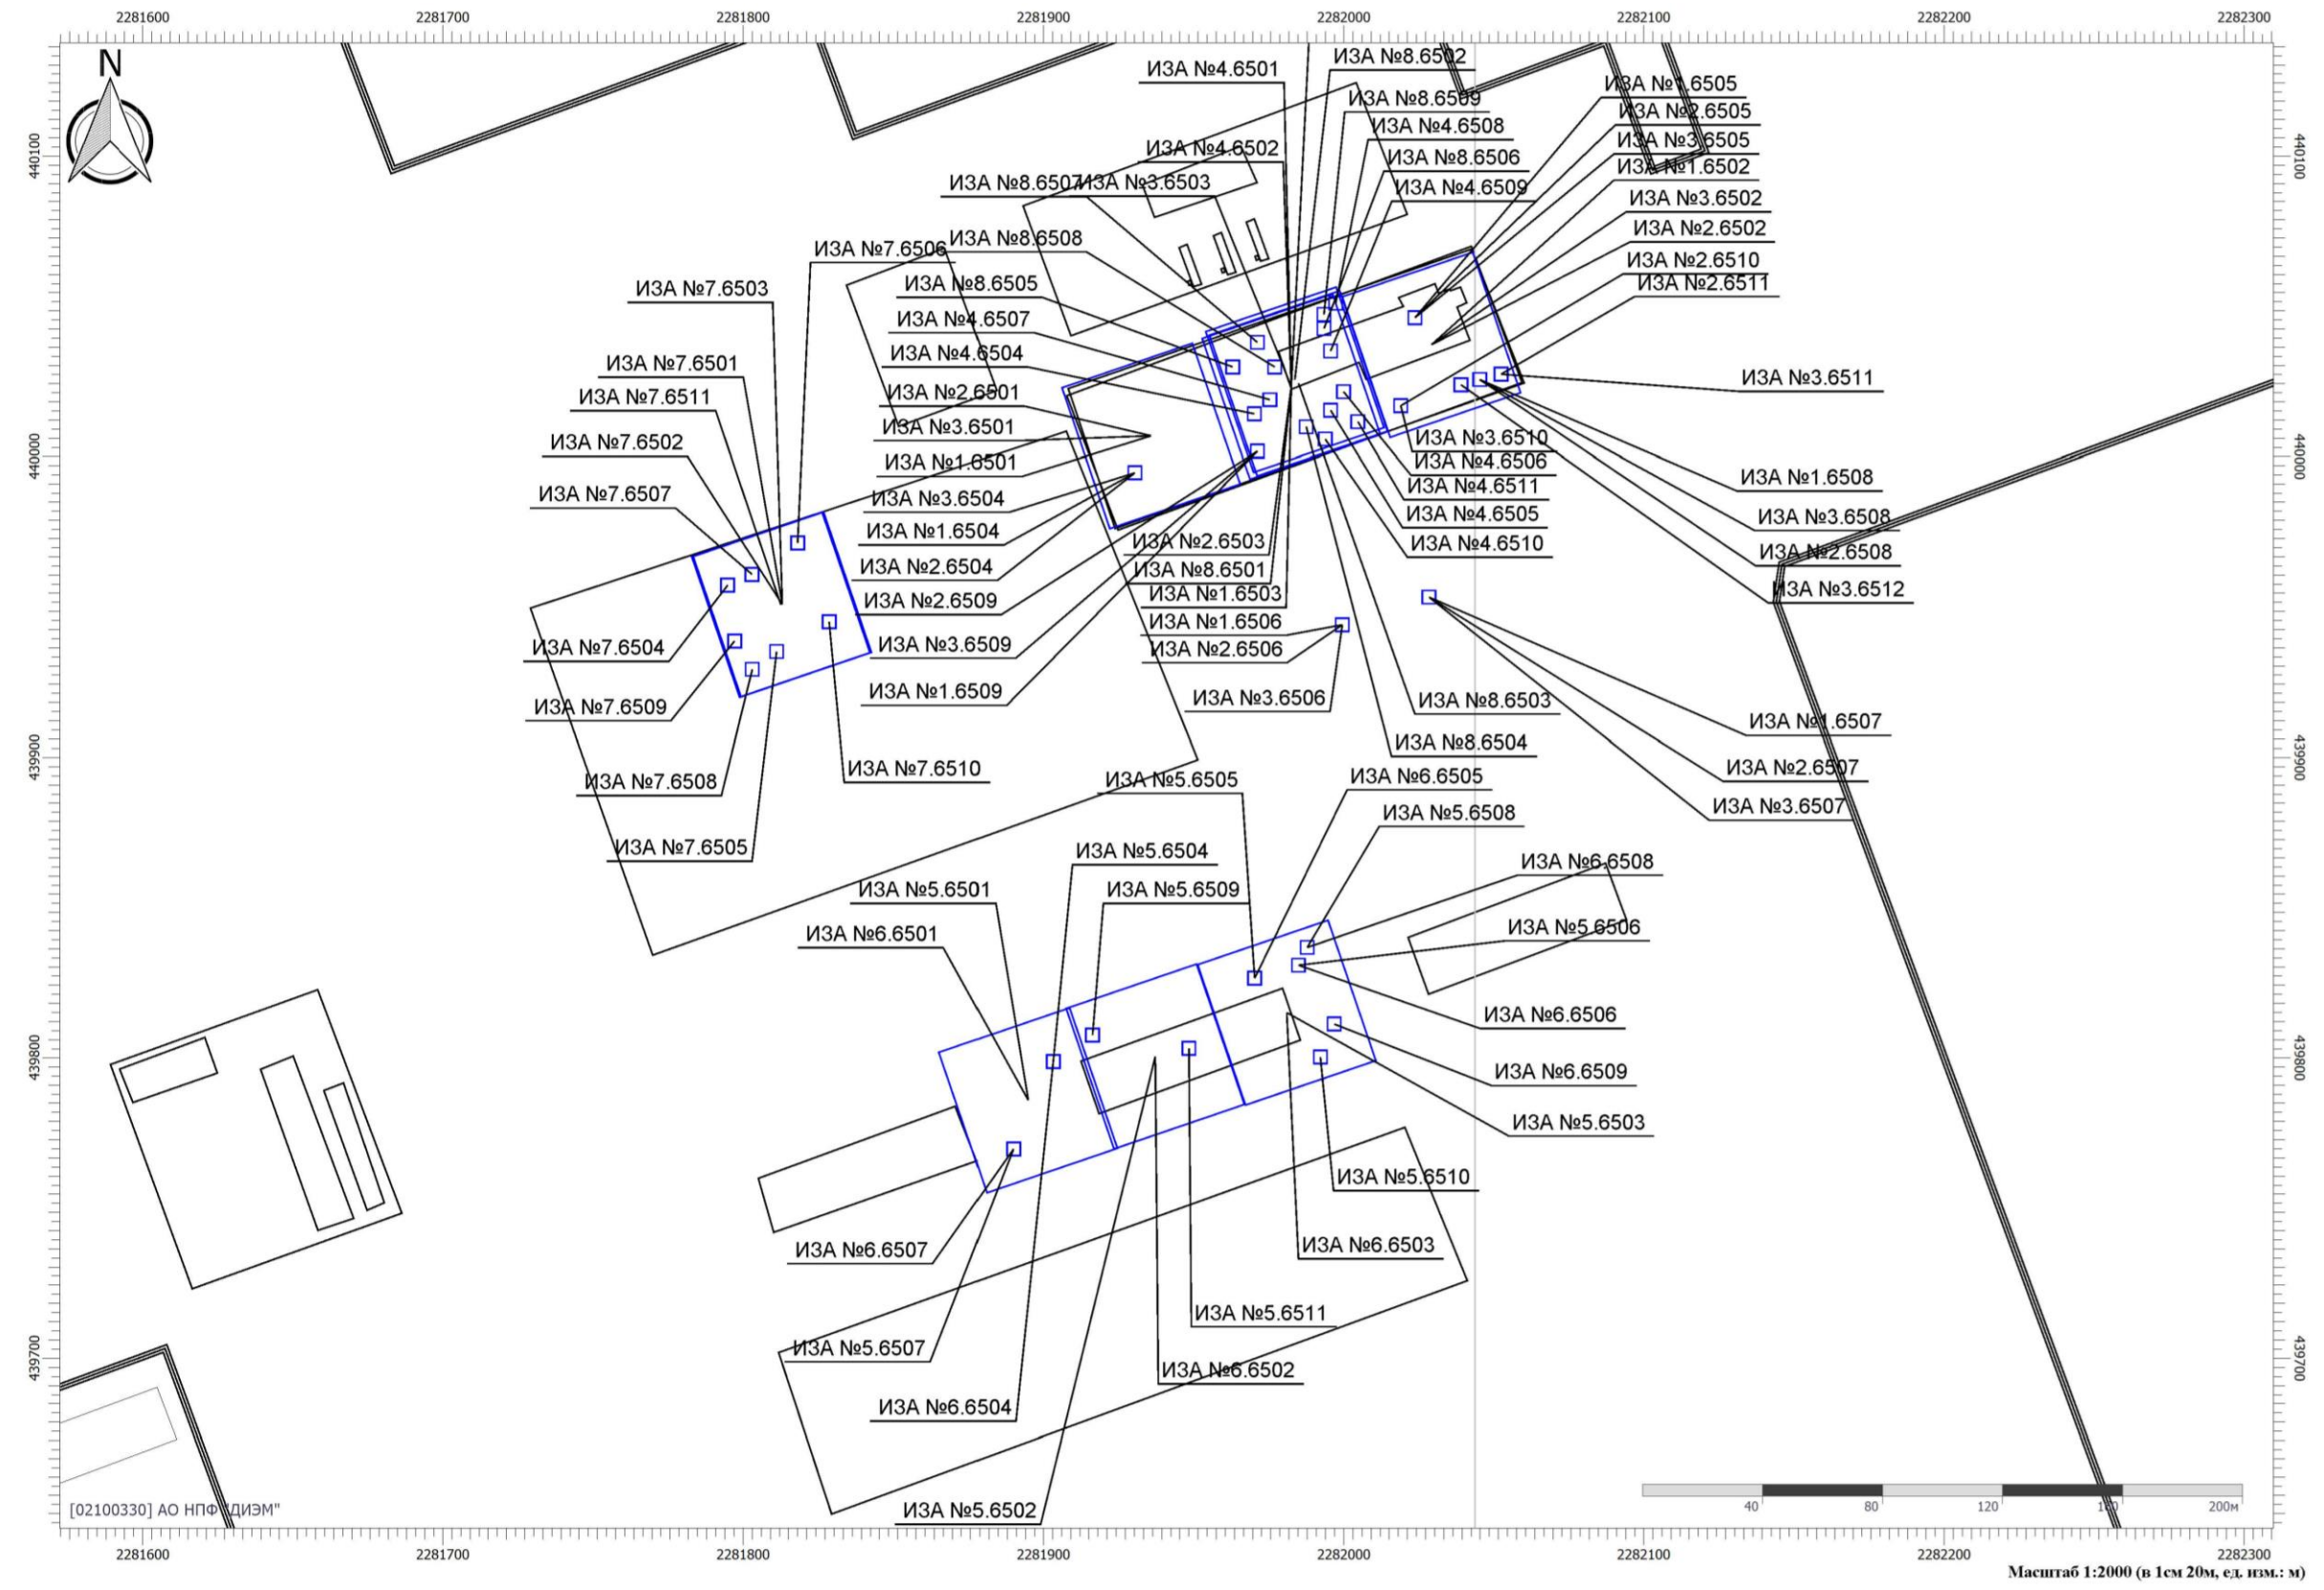 2281600 2281700 2281800 2281900 2282000 2282100 2282200 2282300
N
440100
440100
ИЗА №4.6501
ИЗА №8.6502
ИЗА №1.6505
ИЗА №8.6509
ИЗА №2.6505
ИЗА №4.6508
ИЗА №3.6505
ИЗА №4.6502
ИЗА №8.6506
ИЗА №1.6502
ИЗА №8.6507
ИЗА №3.6503
ИЗА №4.6509
ИЗА №3.6502
ИЗА №2.6502
ИЗА №8.6508
ИЗА №7.6506
ИЗА №2.6510
ИЗА №8.6505
ИЗА №2.6511
ИЗА №7.6503
ИЗА №4.6507
ИЗА №4.6504
ИЗА №7.6501
ИЗА №3.6511
ИЗА №2.6501
ИЗА №7.6511
ИЗА №3.6501
ИЗА №3.6510
ИЗА №7.6502
440000
440000
ИЗА №1.6501
ИЗА №4.6506
ИЗА №1.6508
ИЗА №7.6507
ИЗА №3.6504
ИЗА №4.6511
ИЗА №4.6505
ИЗА №3.6508
ИЗА №1.6504
ИЗА №2.6503
ИЗА №4.6510
ИЗА №2.6508
ИЗА №2.6504
ИЗА №8.6501
ИЗА №3.6512
ИЗА №2.6509
ИЗА №1.6503
ИЗА №1.6506
ИЗА №7.6504
ИЗА №3.6509
ИЗА №2.6506
ИЗА №1.6509
ИЗА №3.6506
ИЗА №8.6503
ИЗА №7.6509
ИЗА №1.6507
439900
439900
ИЗА №8.6504
ИЗА №7.6508
ИЗА №7.6510
ИЗА №5.6505
ИЗА №6.6505
ИЗА №2.6507
ИЗА №3.6507
ИЗА №5.6508
ИЗА №7.6505
ИЗА №5.6504
ИЗА №6.6508
ИЗА №5.6501
ИЗА №5.6509
ИЗА №6.6501
ИЗА №5.6506
ИЗА №6.6506
439800
439800
ИЗА №6.6509
ИЗА №5.6503
ИЗА №5.6510
ИЗА №6.6507
ИЗА №6.6503
ИЗА №5.6511
ИЗА №5.6507
439700
439700
ИЗА №6.6502
ИЗА №6.6504
ИЗА №5.6502
[02100330] АО НПФ "ДИЭМ"
40 80 120 160 200м
2281600 2281700 2281800 2281900 2282000 2282100 2282200 2282300
Масштаб 1:2000 (в 1см 20м, ед. изм.: м)